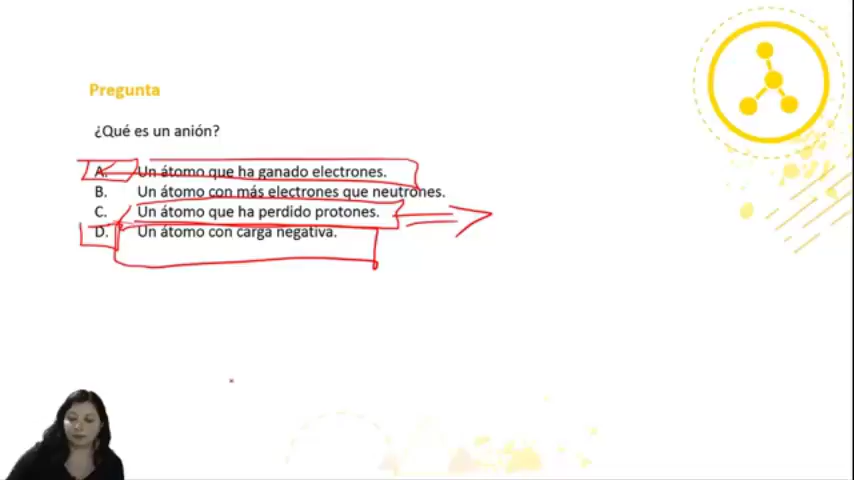 Pregunta
¿Qué es un anión?
A. Un átomo que ha ganado electrones.
B. Un átomo con más electrones que neutrones.
C. Un átomo que ha perdido protones.
D. Un átomo con carga negativa.